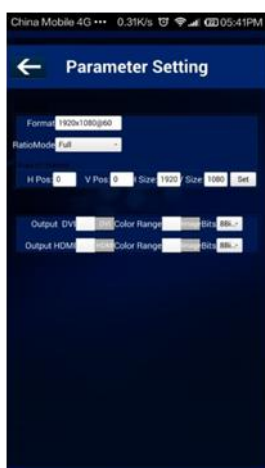 China Mobile 4G ••• 0.31K/s 05:41PM
Parameter Setting
Format 1920x1080@60
RatioMode Full
H Pos: 0 V Pos: 0 Size: 1920 / Size: 1080 Set
Output DVI Color Range Bits 8Bi..
Output HDMI Color Range Bits 8Bi..